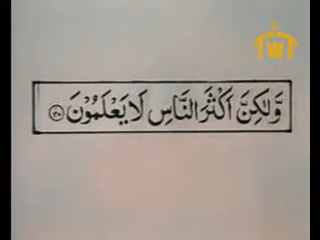 وَّلٰكِنَّ اَكْثَرَ النَّاسِ لَا يَعْلَمُوْنَ